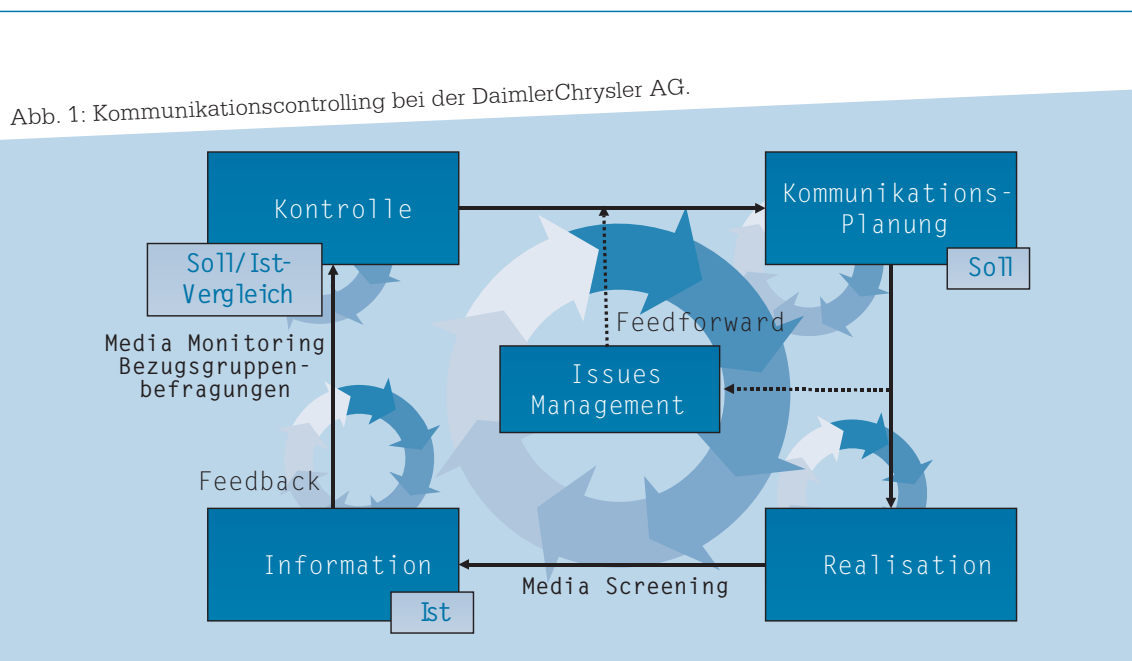 Abb. 1: Kommunikationscontrolling bei der DaimlerChrysler AG.
Kontrolle
Soll/Ist-
Vergleich
Kommunikations-
Planung
Soll
Feedforward
Media Monitoring
Bezugsgruppen-
befragungen
Issues
Management
Feedback
Information
Ist
Media Screening
Realisation